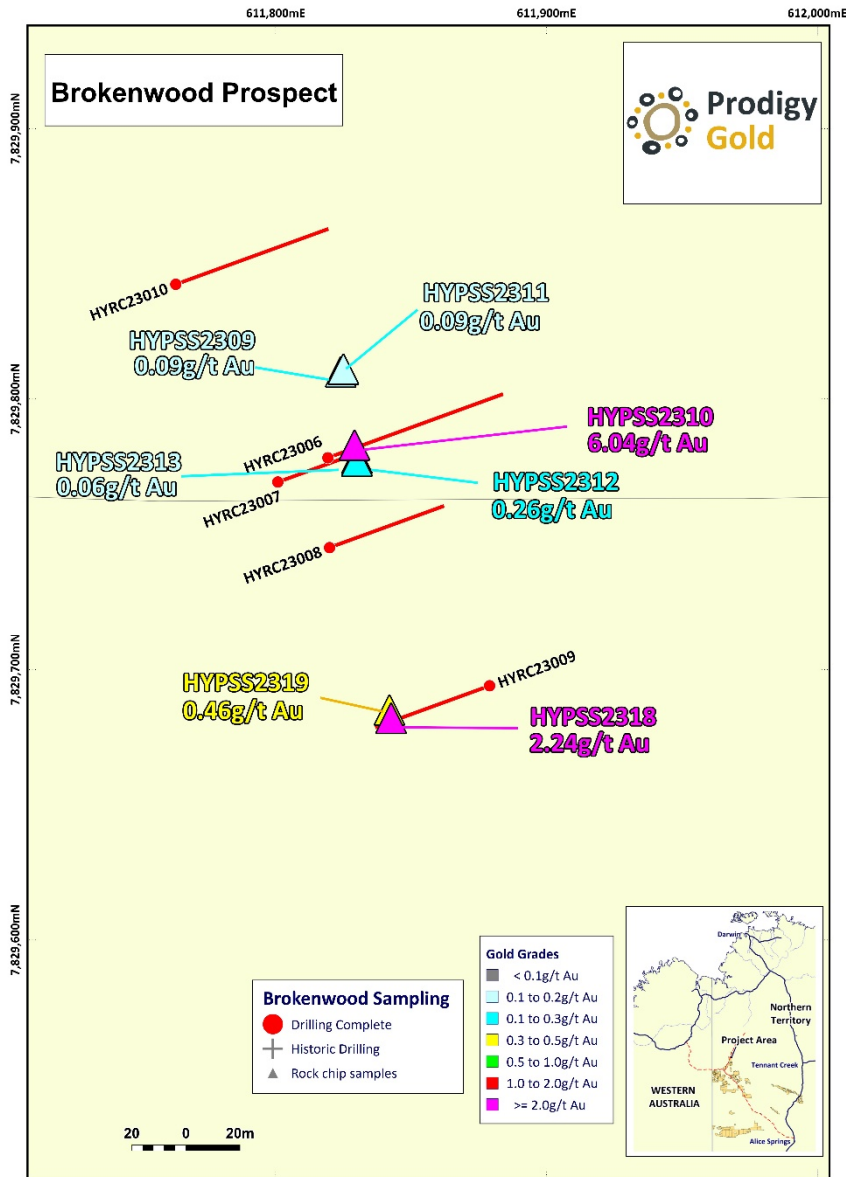 611,800mE
611,900mE
612,000mE
Brokenwood Prospect
Prodigy
Gold
7,829,900mN
HYRC23010
HYPSS2311
0.09g/t Au
HYPSS2309
0.09g/t Au
7,829,800mN
HYPSS2310
6.04g/t Au
HYRC23006
HYPSS2313
0.06g/t Au
HYRC23007
HYPSS2312
0.26g/t Au
HYRC23008
7,829,700mN
HYRC23009
HYPSS2319
0.46g/t Au
HYPSS2318
2.24g/t Au
7,829,600mN
Brokenwood Sampling
Drilling Complete
Historic Drilling
Rock chip samples
20 0 20m
Gold Grades
< 0.1g/t Au
0.1 to 0.2g/t Au
0.1 to 0.3g/t Au
0.3 to 0.5g/t Au
0.5 to 1.0g/t Au
1.0 to 2.0g/t Au
>= 2.0g/t Au
Darwin
Northern
Territory
Project Area
Tennant Creek
WESTERN
AUSTRALIA
Alice Springs